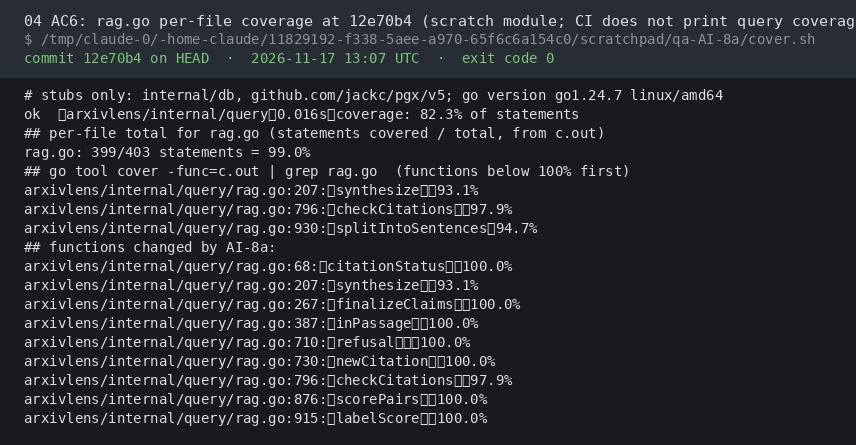 04 AC6: rag.go per-file coverage at 12e70b4 (scratch module; CI does not print query coverag
$ /tmp/claude-0/-home-claude/11829192-f338-5aee-a970-65f6c6a154c0/scratchpad/qa-AI-8a/cover.sh
commit 12e70b4 on HEAD · 2026-11-17 13:07 UTC · exit code 0
# stubs only: internal/db, github.com/jackc/pgx/v5; go version go1.24.7 linux/amd64
ok □arxivlens/internal/query□0.016s□coverage: 82.3% of statements
## per-file total for rag.go (statements covered / total, from c.out)
rag.go: 399/403 statements = 99.0%
## go tool cover -func=c.out | grep rag.go (functions below 100% first)
arxivlens/internal/query/rag.go:207:□synthesize□□93.1%
arxivlens/internal/query/rag.go:796:□checkCitations□□97.9%
arxivlens/internal/query/rag.go:930:□splitIntoSentences□94.7%
## functions changed by AI-8a:
arxivlens/internal/query/rag.go:68:□citationStatus□□100.0%
arxivlens/internal/query/rag.go:207:□synthesize□□93.1%
arxivlens/internal/query/rag.go:267:□finalizeClaims□□100.0%
arxivlens/internal/query/rag.go:387:□inPassage□□100.0%
arxivlens/internal/query/rag.go:710:□refusal□□□100.0%
arxivlens/internal/query/rag.go:730:□newCitation□□100.0%
arxivlens/internal/query/rag.go:796:□checkCitations□□97.9%
arxivlens/internal/query/rag.go:876:□scorePairs□□100.0%
arxivlens/internal/query/rag.go:915:□labelScore□□100.0%